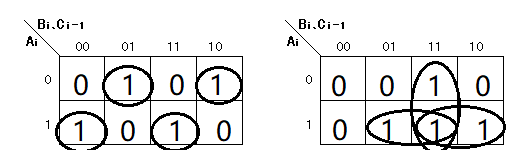 Bi、Ci-1
Ai 00 01 11 10
0 0 1 0 1
1 1 0 1 0
Bi、Ci-1
Ai 00 01 11 10
0 0 0 1 0
1 0 1 1 1